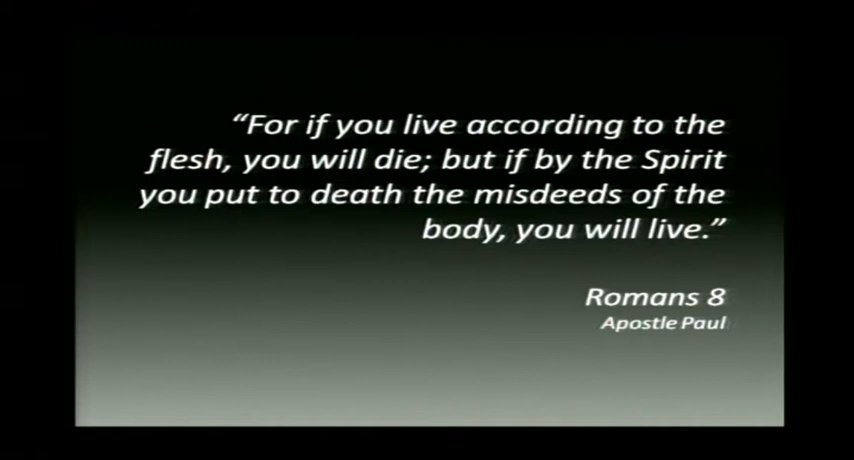 “For if you live according to the
flesh, you will die; but if by the Spirit
you put to death the misdeeds of the
body, you will live.”
Romans 8
Apostle Paul